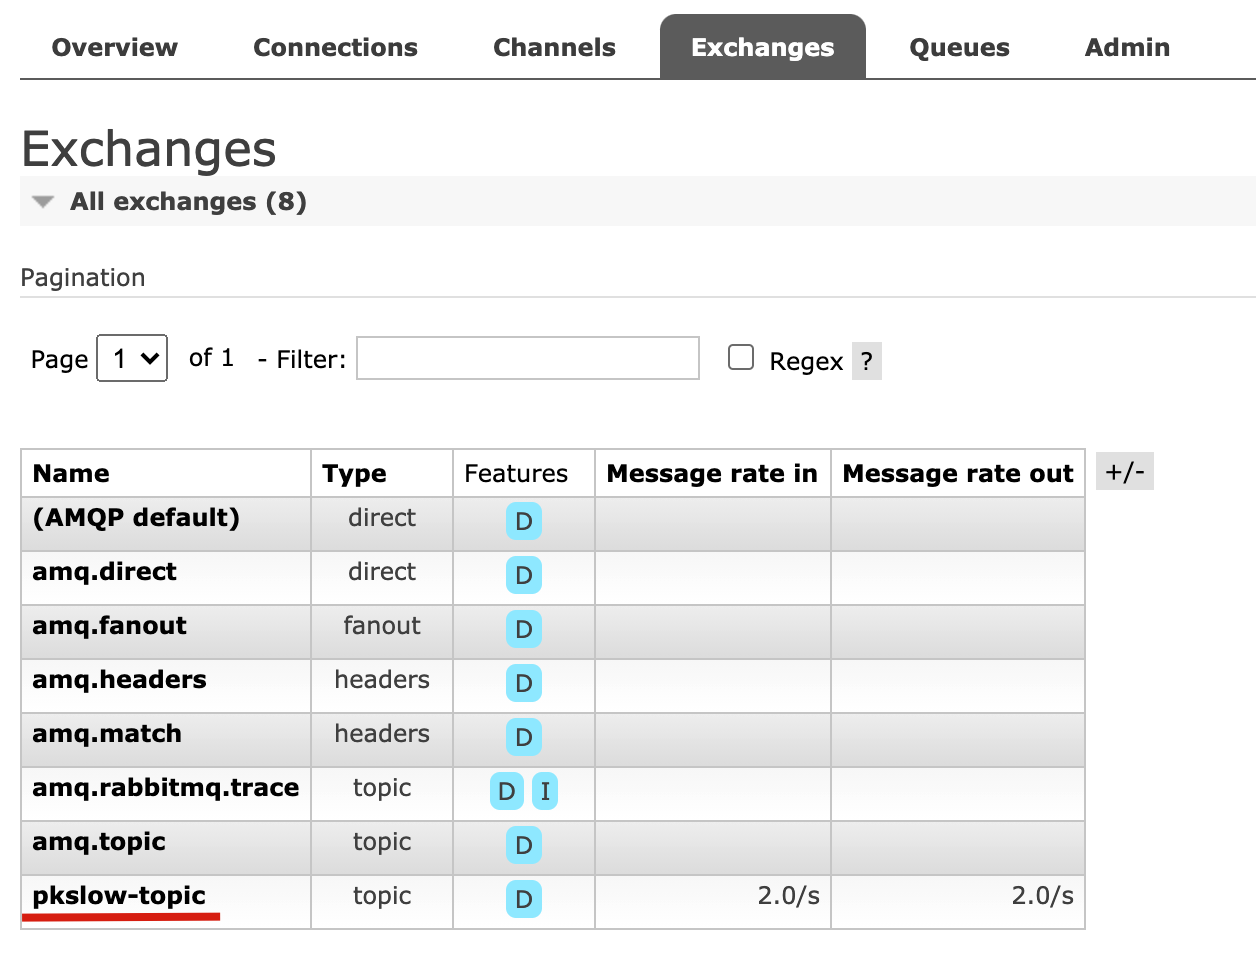 Overview Connections Channels Exchanges Queues Admin
Exchanges
All exchanges (8)
Pagination
Page 1 of 1 - Filter: Regex ?
Name Type Features Message rate in Message rate out +/-
(AMQP default) direct D
amq.direct direct D
amq.fanout fanout D
amq.headers headers D
amq.match headers D
amq.rabbitmq.trace topic D I
amq.topic topic D
pkslow-topic topic D 2.0/s 2.0/s